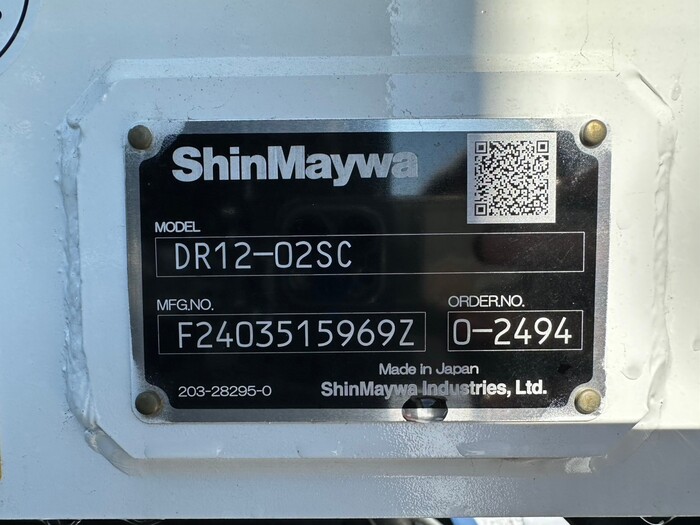 ShinMaywa
MODEL
DR12-02SC
MFG.NO. ORDER.NO.
F2403515969Z 0-2494
Made in Japan
203-28295-0 ShinMaywa Industries, Ltd.